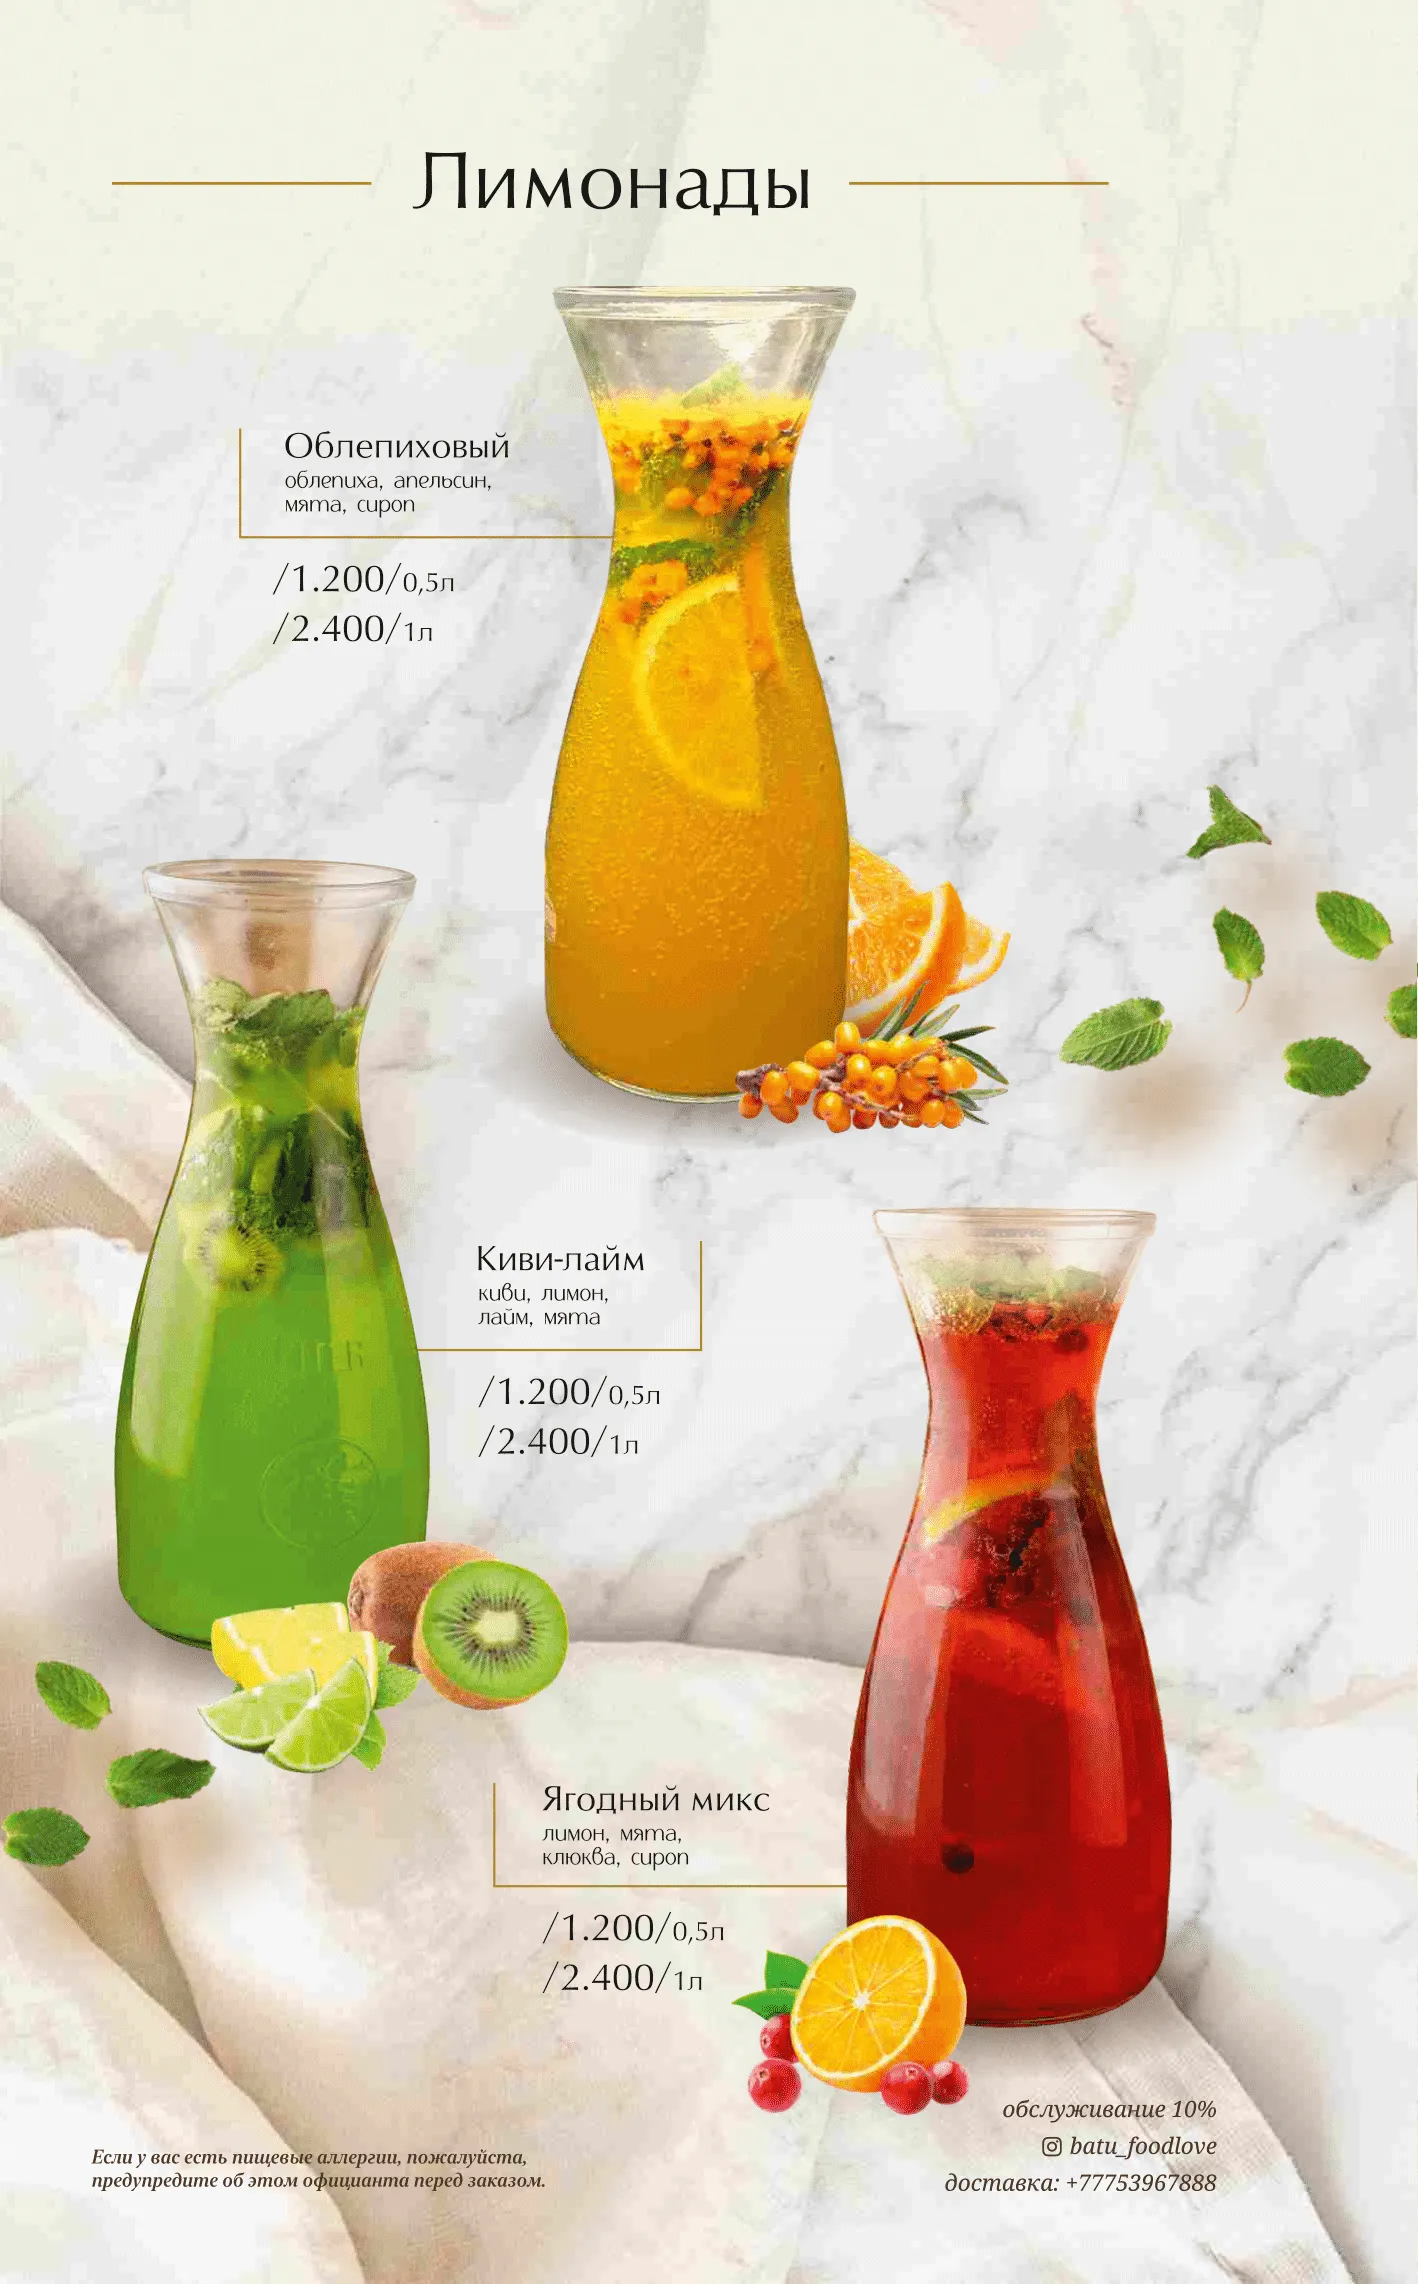 Лимонады
Облепиховый
облепиха, апельсин,
мята, сироп
/1.200/0,5л
/2.400/1л
Киви-лайм
киви, лимон,
лайм, мята
/1.200/0,5л
/2.400/1л
Ягодный микс
лимон, мята,
клюква, сироп
/1.200/0,5л
/2.400/1л
обслуживание 10%
batu_foodlove
доставка: +77753967888
Если у вас есть пищевые аллергии, пожалуйста,
предупредите об этом официанта перед заказом.